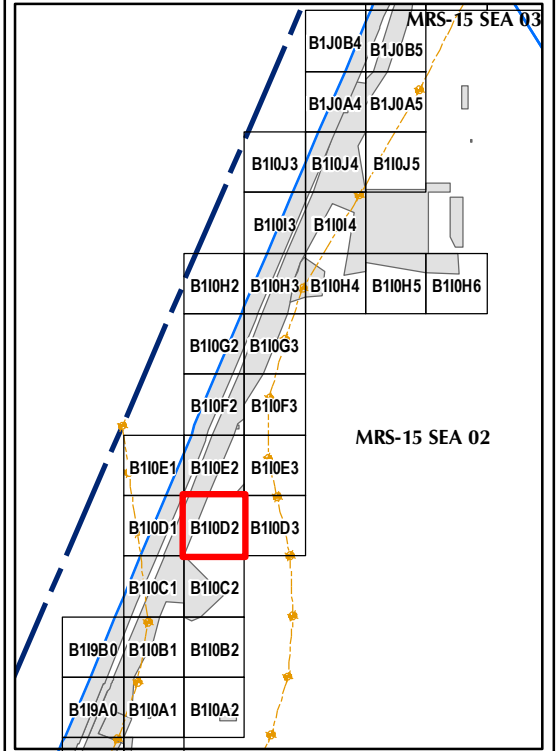 MRS-15 SEA 03
B1J0B4 B1J0B5
B1J0A4 B1J0A5
B1I0J3 B1I0J4 B1I0J5
B1I0I3 B1I0I4
B1I0H2 B1I0H3 B1I0H4 B1I0H5 B1I0H6
B1I0G2 B1I0G3
B1I0F2 B1I0F3
MRS-15 SEA 02
B1I0E1 B1I0E2 B1I0E3
B1I0D1 B1I0D2 B1I0D3
B1I0C1 B1I0C2
B1I9B0 B1I0B1 B1I0B2
B1I9A0 B1I0A1 B1I0A2